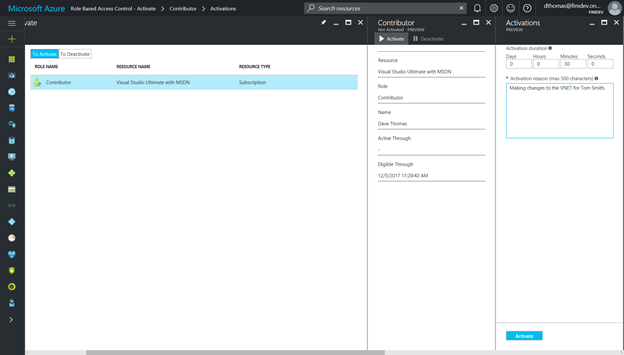 Microsoft Azure Role Based Access Control - Activate > Contributor > Activations
Search resources
dthomas@fimdev.on...
FIMDEV
vate
To Activate To Deactivate
ROLE NAME RESOURCE NAME RESOURCE TYPE
Contributor Visual Studio Ultimate with MSDN Subscription
Contributor
Not Activated - PREVIEW
Activate Deactivate
Resource
Visual Studio Ultimate with MSDN
Role
Contributor
Name
Dave Thomas
Active Through
-
Eligible Through
12/5/2017 11:28:42 AM
Activations
PREVIEW
Activation duration
Days Hours Minutes Seconds
0 0 30 0
* Activation reason (max 500 characters)
Making changes to the VNET for Tom Smith.
Activate